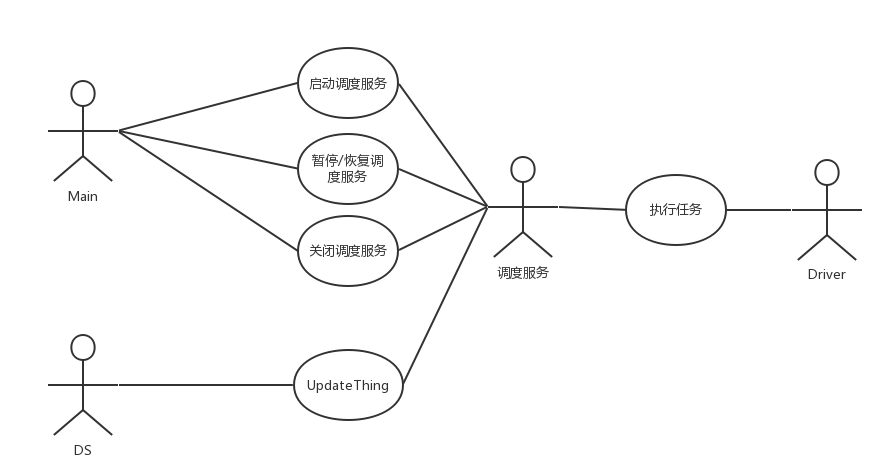 启动调度服务
暂停/恢复调
度服务
Main
执行任务
关闭调度服务
调度服务
Driver
UpdateThing
DS